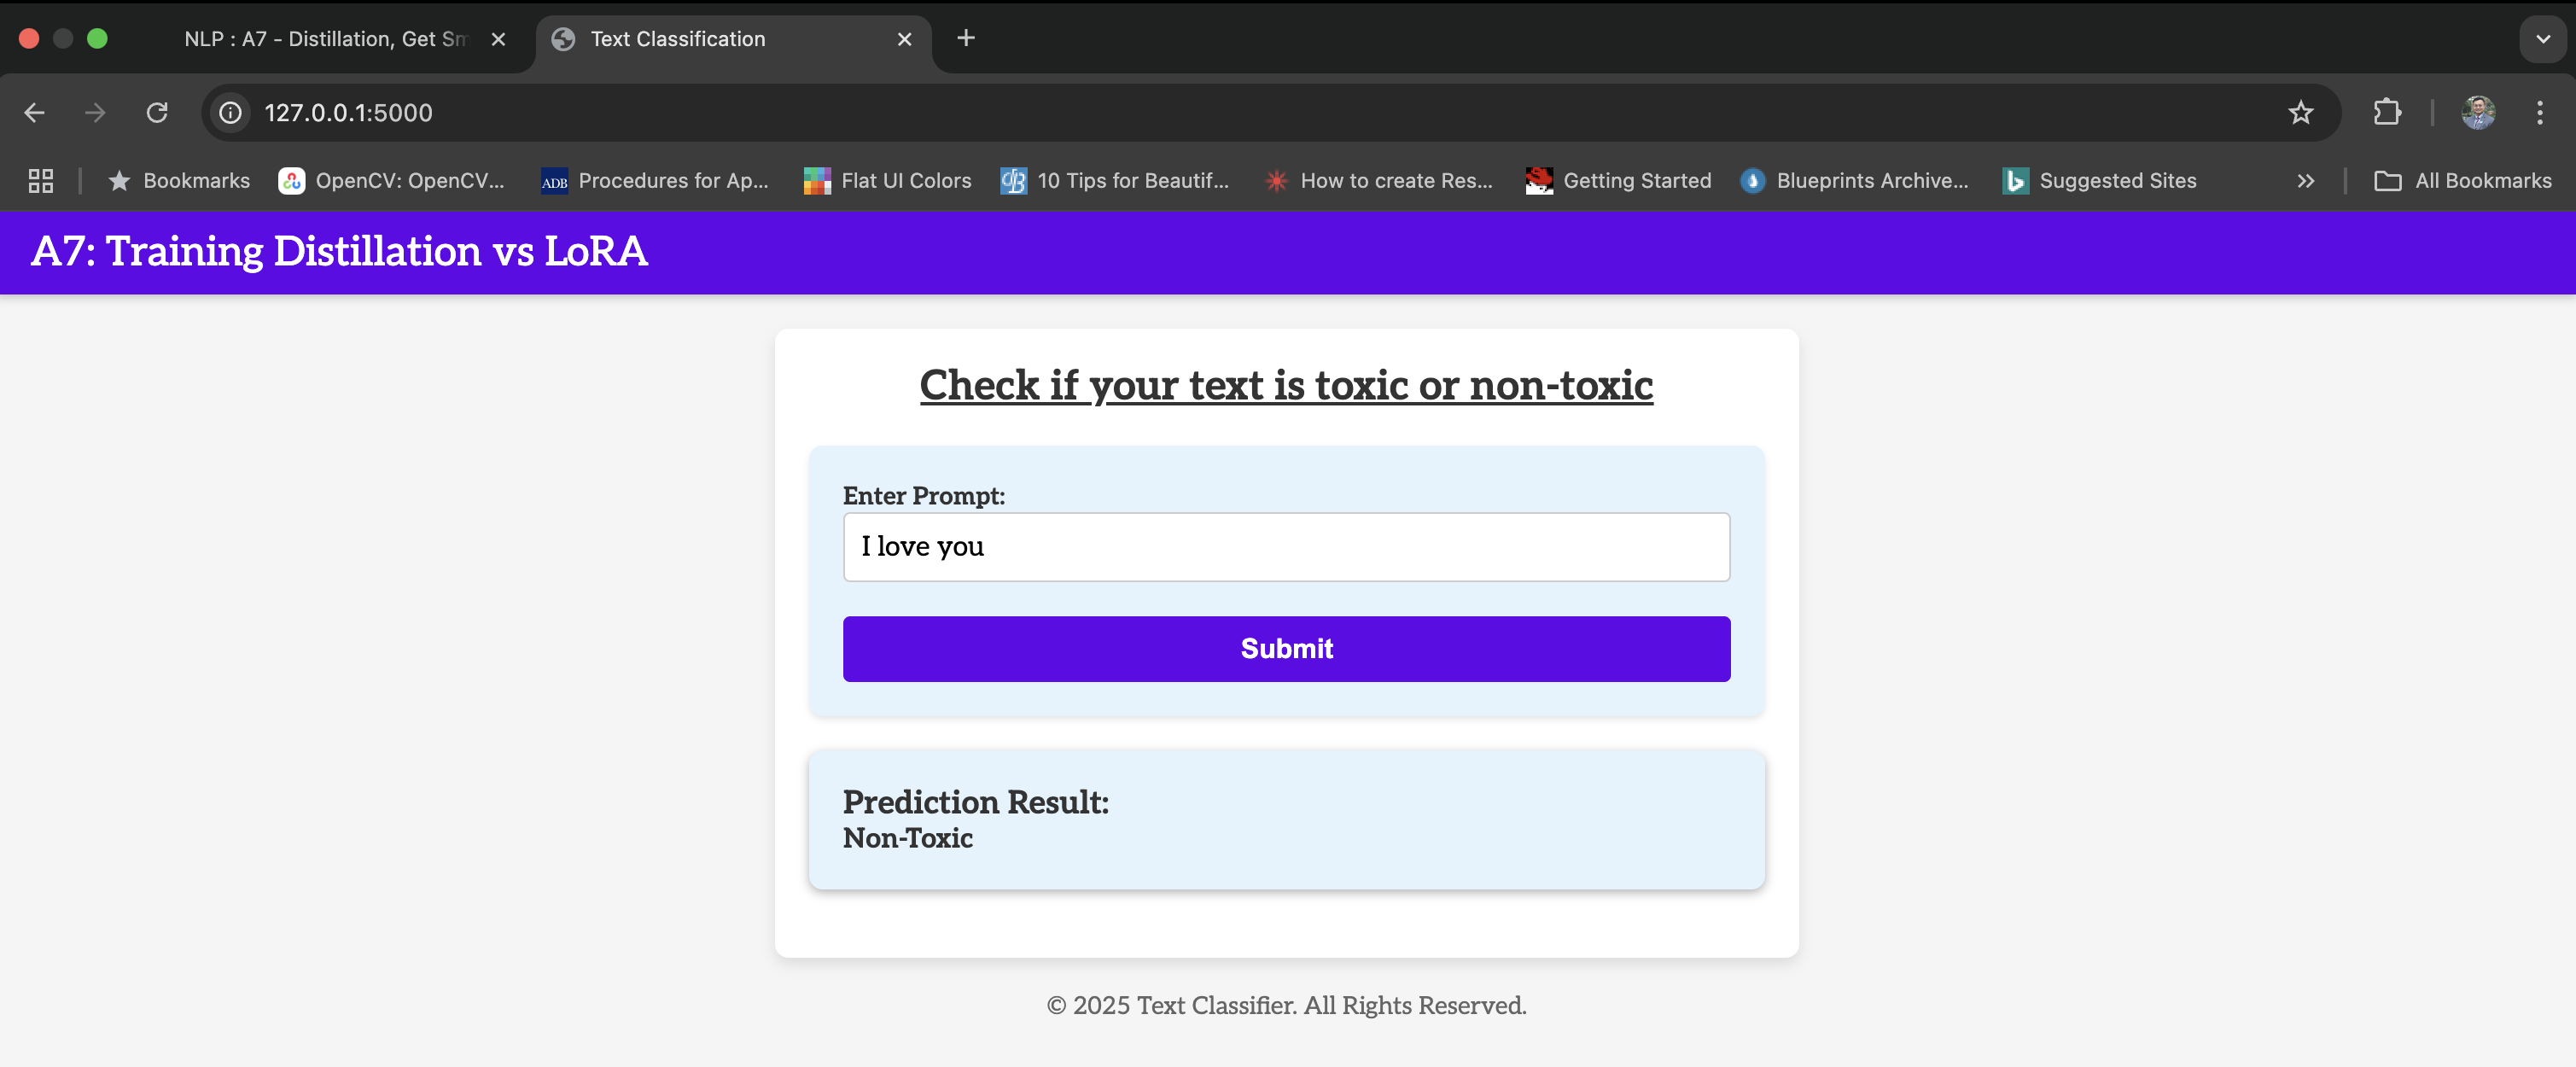 NLP : A7 - Distillation, Get Sm
Text Classification
127.0.0.1:5000
Bookmarks
OpenCV: OpenCV...
ADB
Procedures for Ap...
Flat UI Colors
10 Tips for Beautif...
How to create Res...
Getting Started
Blueprints Archive...
Suggested Sites
All Bookmarks
A7: Training Distillation vs LoRA
Check if your text is toxic or non-toxic
Enter Prompt:
I love you
Submit
Prediction Result:
Non-Toxic
© 2025 Text Classifier. All Rights Reserved.